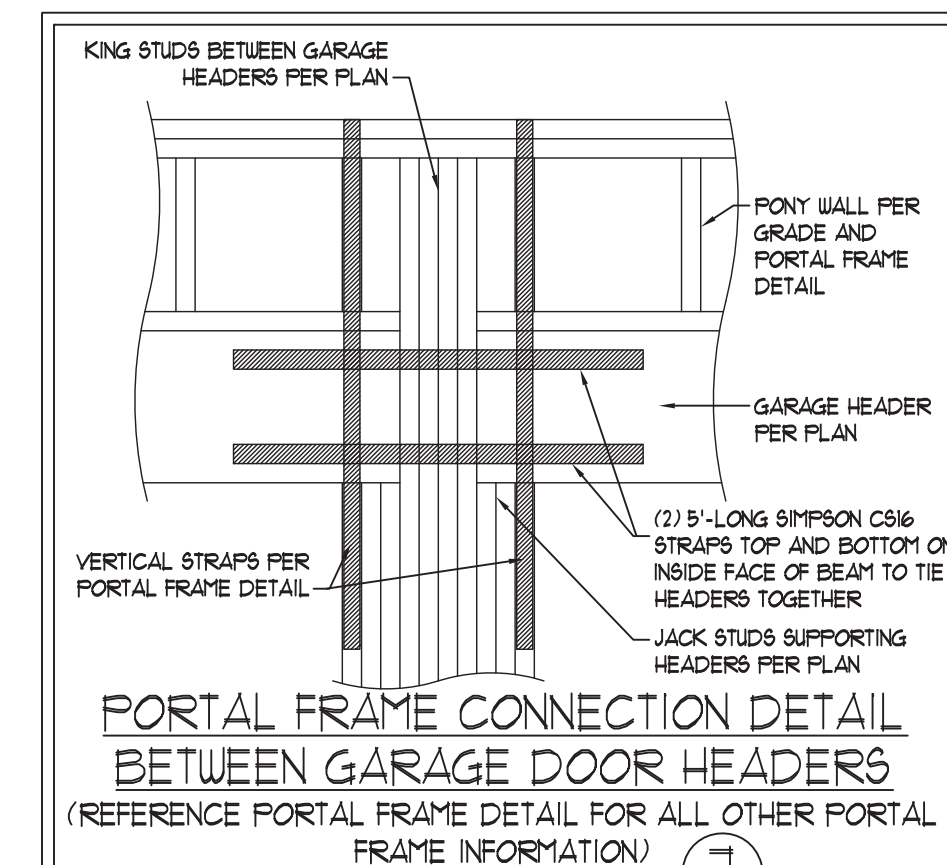 KING STUDS BETWEEN GARAGE
HEADERS PER PLAN
PONY WALL PER
GRADE AND
PORTAL FRAME
DETAIL
GARAGE HEADER
PER PLAN
(2) 5'-LONG SIMPSON CS16
STRAPS TOP AND BOTTOM ON
INSIDE FACE OF BEAM TO TIE
HEADERS TOGETHER
VERTICAL STRAPS PER
PORTAL FRAME DETAIL
JACK STUDS SUPPORTING
HEADERS PER PLAN
PORTAL FRAME CONNECTION DETAIL
BETWEEN GARAGE DOOR HEADERS
(REFERENCE PORTAL FRAME DETAIL FOR ALL OTHER PORTAL
FRAME INFORMATION)